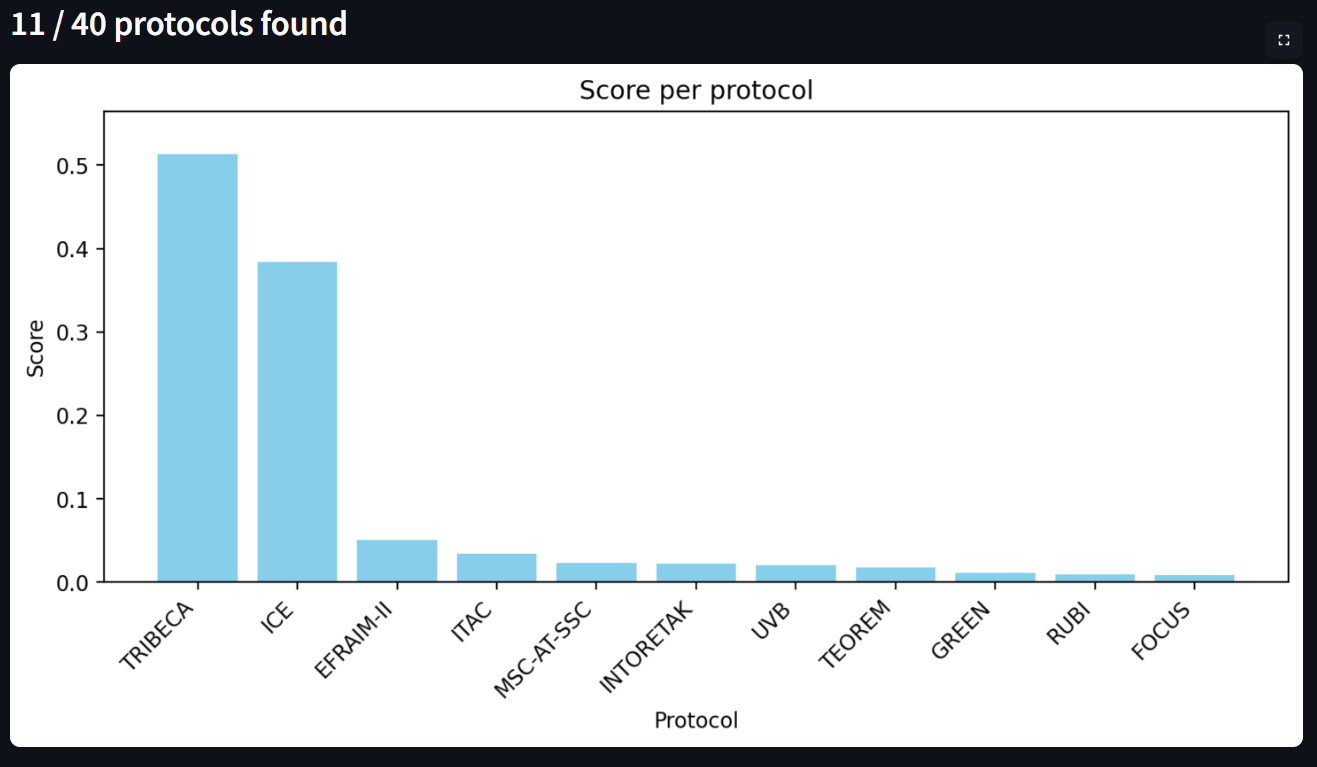 11 / 40 protocols found
Score per protocol
Score
0.5
0.4
0.3
0.2
0.1
0.0
TRIBECA
ICE
EFRAIM-II
ITAC
MSC-AT-SSC
INTORETAK
UVB
TEOREM
GREEN
RUBI
FOCUS
Protocol